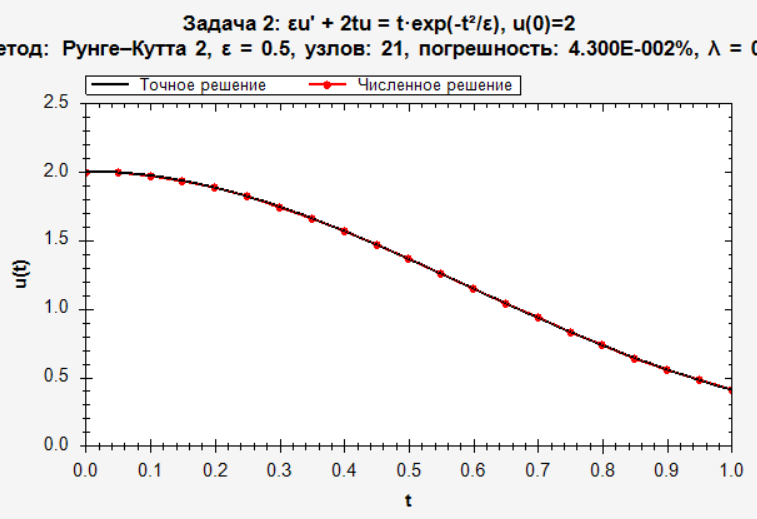 Задача 2: εu' + 2tu = t·exp(-t²/ε), u(0)=2
етод: Рунге–Кутта 2, ε = 0.5, узлов: 21, погрешность: 4.300E-002%, λ = 0
Точное решение
Численное решение
2.5
2.0
1.5
1.0
0.5
0.0
u(t)
0.0 0.1 0.2 0.3 0.4 0.5 0.6 0.7 0.8 0.9 1.0
t